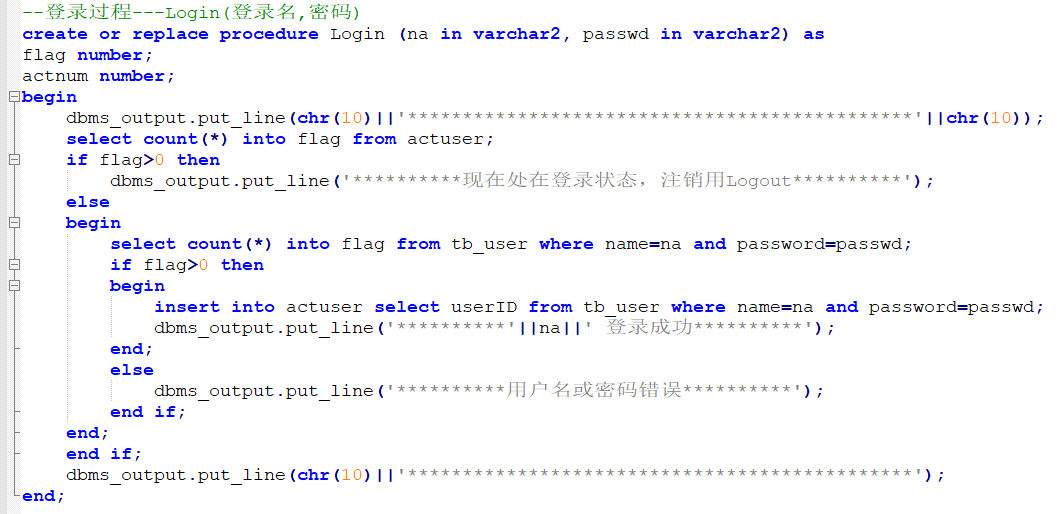 --登录过程---Login(登录名,密码)
create or replace procedure Login (na in varchar2, passwd in varchar2) as
flag number;
actnum number;
begin
    dbms_output.put_line(chr(10)||'**********************************************'||chr(10));
    select count(*) into flag from actuser;
    if flag>0 then
        dbms_output.put_line('**********现在处在登录状态，注销用Logout**********');
    else
    begin
        select count(*) into flag from tb_user where name=na and password=passwd;
        if flag>0 then
        begin
            insert into actuser select userID from tb_user where name=na and password=passwd;
            dbms_output.put_line('**********'||na||' 登录成功**********');
        end;
        else
            dbms_output.put_line('**********用户名或密码错误**********');
        end if;
    end;
    end if;
    dbms_output.put_line(chr(10)||'**********************************************');
end;